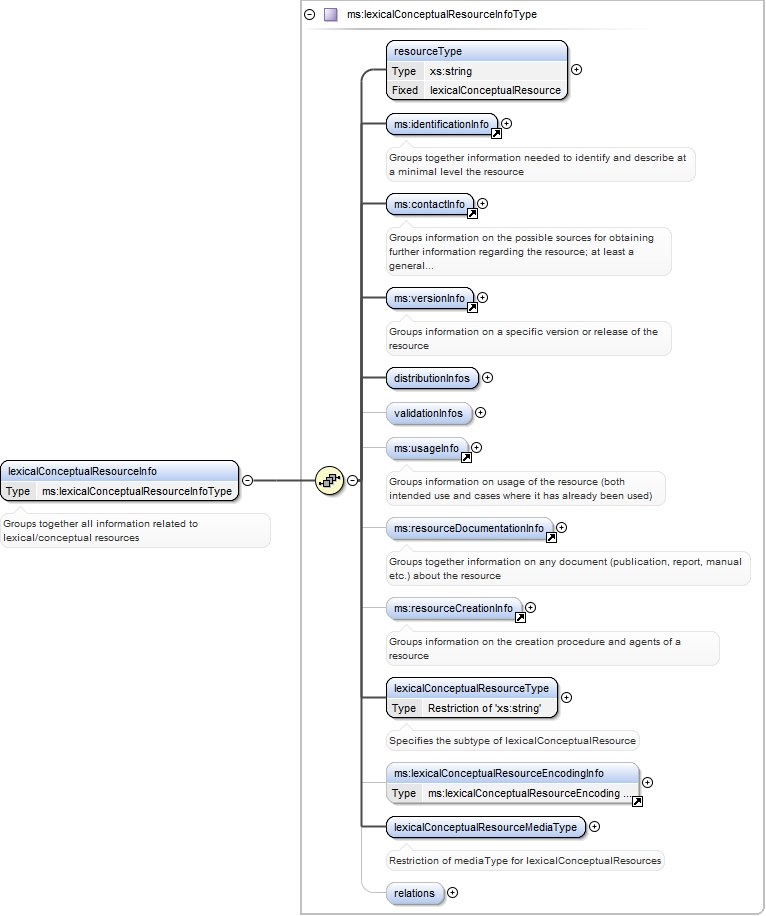 ms:lexicalConceptualResourceInfoType
resourceType
Type xs:string
Fixed lexicalConceptualResource
ms:identificationInfo
Groups together information needed to identify and describe at
a minimal level the resource
ms:contactInfo
Groups information on the possible sources for obtaining
further information regarding the resource; at least a
general...
ms:versionInfo
Groups information on a specific version or release of the
resource
distributionInfos
validationInfos
ms:usageInfo
Groups information on usage of the resource (both
intended use and cases where it has already been used)
lexicalConceptualResourceInfo
Type ms:lexicalConceptualResourceInfoType
Groups together all information related to
lexical/conceptual resources
ms:resourceDocumentationInfo
Groups together information on any document (publication, report, manual
etc.) about the resource
ms:resourceCreationInfo
Groups information on the creation procedure and agents of a
resource
lexicalConceptualResourceType
Type Restriction of 'xs:string'
Specifies the subtype of lexicalConceptualResource
ms:lexicalConceptualResourceEncodingInfo
Type ms:lexicalConceptualResourceEncoding ...
lexicalConceptualResourceMediaType
Restriction of mediaType for lexicalConceptualResources
relations